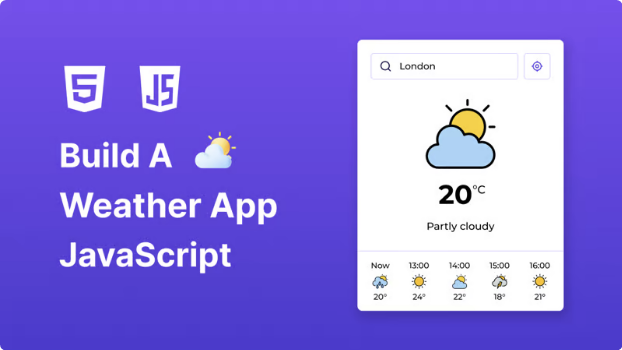 5 JS
Build A
Weather App
JavaScript
London
20°C
Partly cloudy
Now 13:00 14:00 15:00 16:00
20° 24° 22° 18° 21°